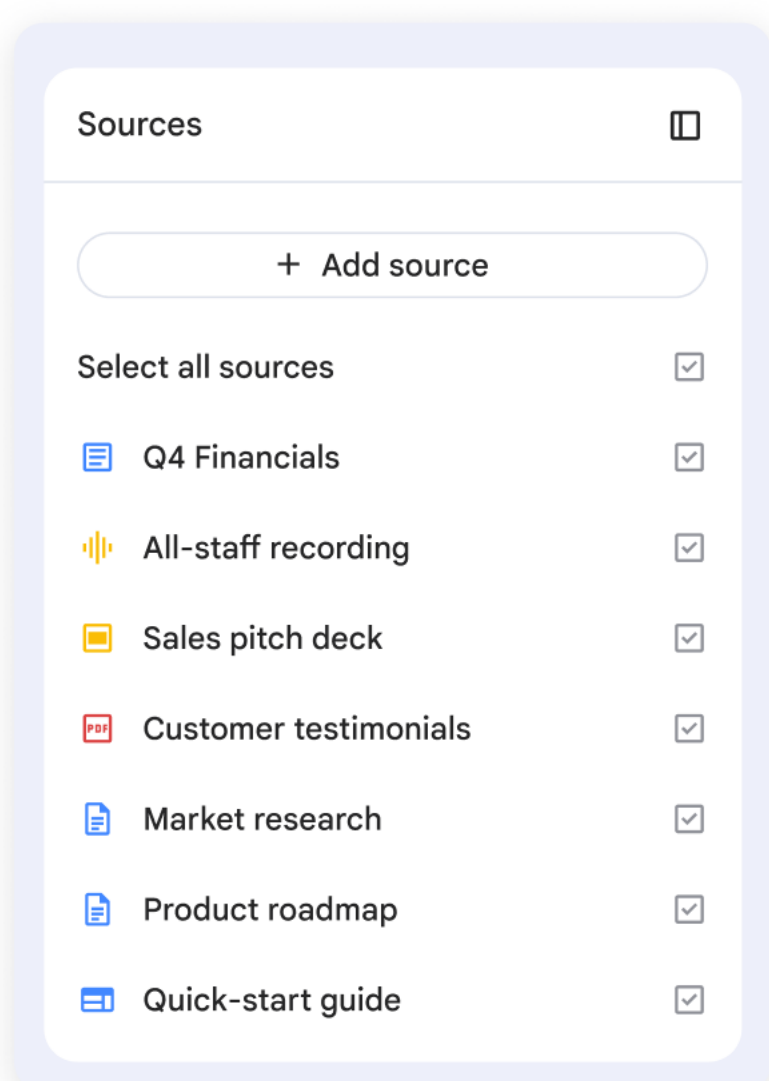 Sources
+ Add source
Select all sources
Q4 Financials
All-staff recording
Sales pitch deck
PDF Customer testimonials
Market research
Product roadmap
Quick-start guide